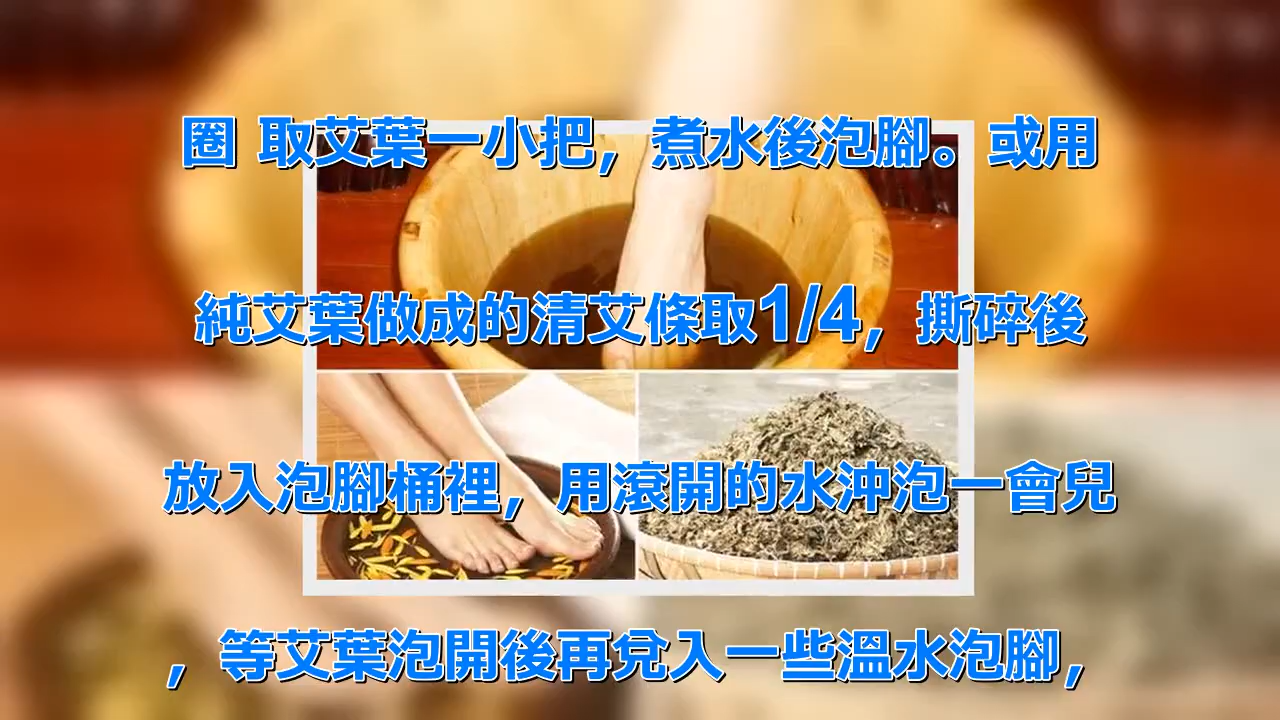 圈 取艾葉一小把，煮水後泡腳。或用
純艾葉做成的清艾條取1/4，撕碎後
放入泡腳桶裡，用滾開的水沖泡一會兒
，等艾葉泡開後再兌入一些溫水泡腳，